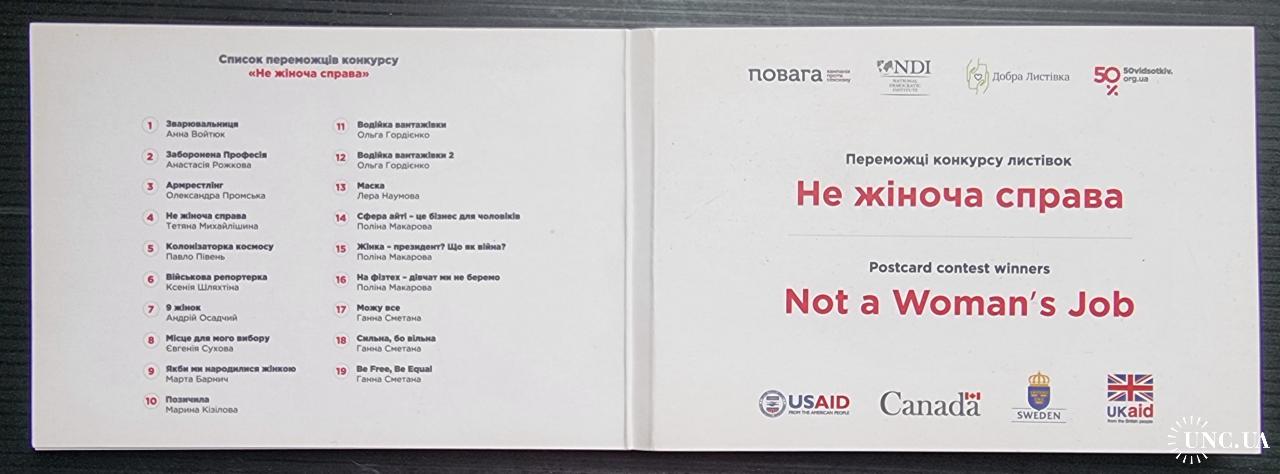 Список переможців конкурсу
«Не жіноча справа»
1 Зварювальниця
Анна Войтюк
2 Заборонена Професія
Анастасія Рожкова
3 Армрестлінг
Олександра Промська
4 Не жіноча справа
Тетяна Михайлішина
5 Колонізаторка космосу
Павло Півень
6 Військова репортерка
Ксенія Шляхтіна
7 9 жінок
Андрій Осадчий
8 Місце для мого вибору
Євгенія Сухова
9 Якби ми народилися жінкою
Марта Барнич
10 Позичила
Марина Кізілова
11 Водійка вантажівки
Ольга Гордієнко
12 Водійка вантажівки 2
Ольга Гордієнко
13 Маска
Лера Наумова
14 Сфера айті – це бізнес для чоловіків
Поліна Макарова
15 Жінка – президент? Що як війна?
Поліна Макарова
16 На фізтех – дівчат ми не беремо
Поліна Макарова
17 Можу все
Ганна Сметана
18 Сильна, бо вільна
Ганна Сметана
19 Be Free, Be Equal
Ганна Сметана
повага кампанія
проти
сексизму
NDI
NATIONAL
DEMOCRATIC
INSTITUTE
Добра Листівка
50%
50vidsotkiv.
org.ua
Переможці конкурсу листівок
Не жіноча справа
Postcard contest winners
Not a Woman's Job
USAID
FROM THE AMERICAN PEOPLE
Canada
SWEDEN
UKaid
from the British people
UNC.UA